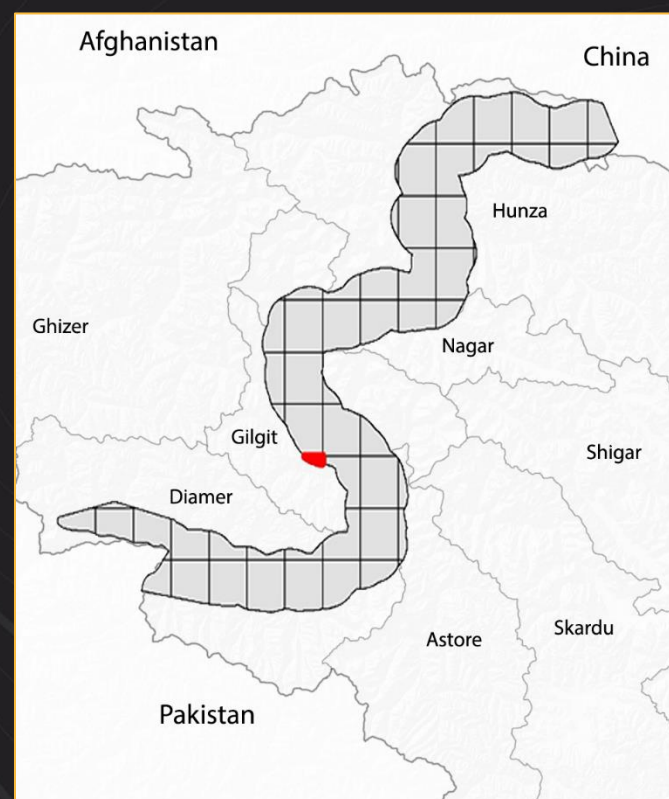 Afghanistan
China
Hunza
Ghizer
Nagar
Gilgit
Shigar
Diamer
Skardu
Astore
Pakistan